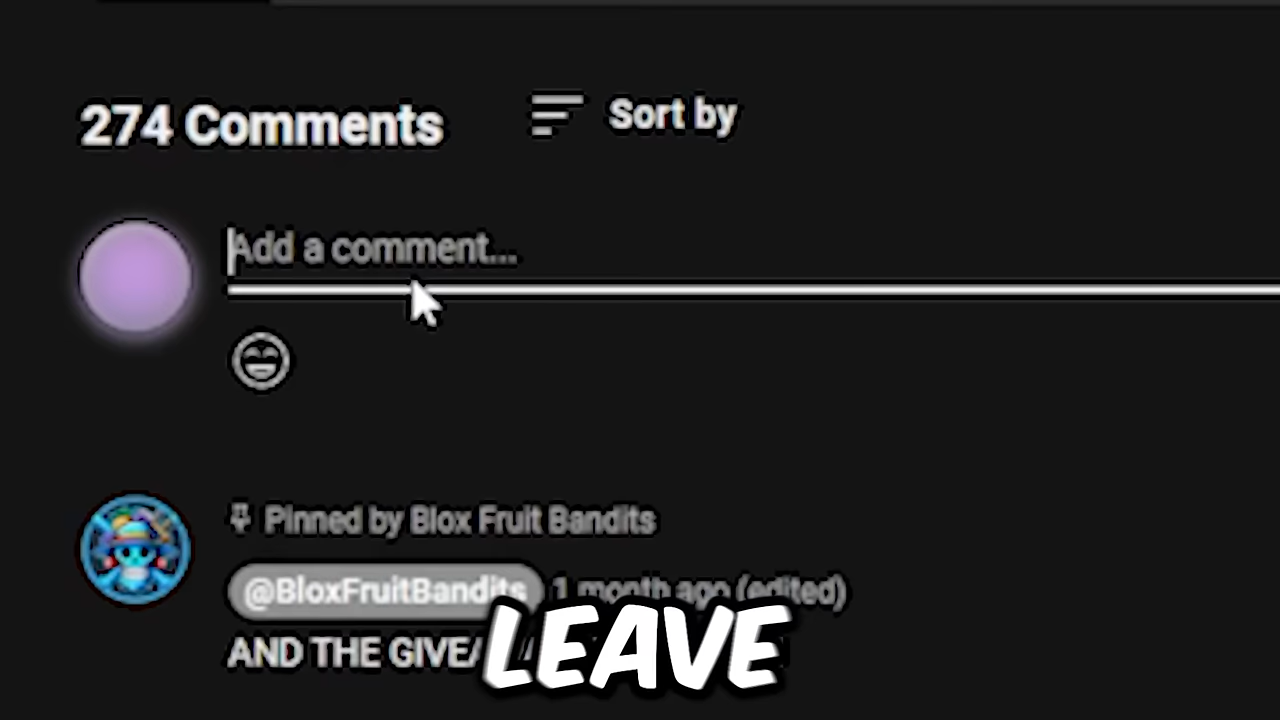 274 Comments
Sort by
Add a comment...
Pinned by Blox Fruit Bandits
@BloxFruitBandits 1 month ago (edited)
AND THE
LEAVE